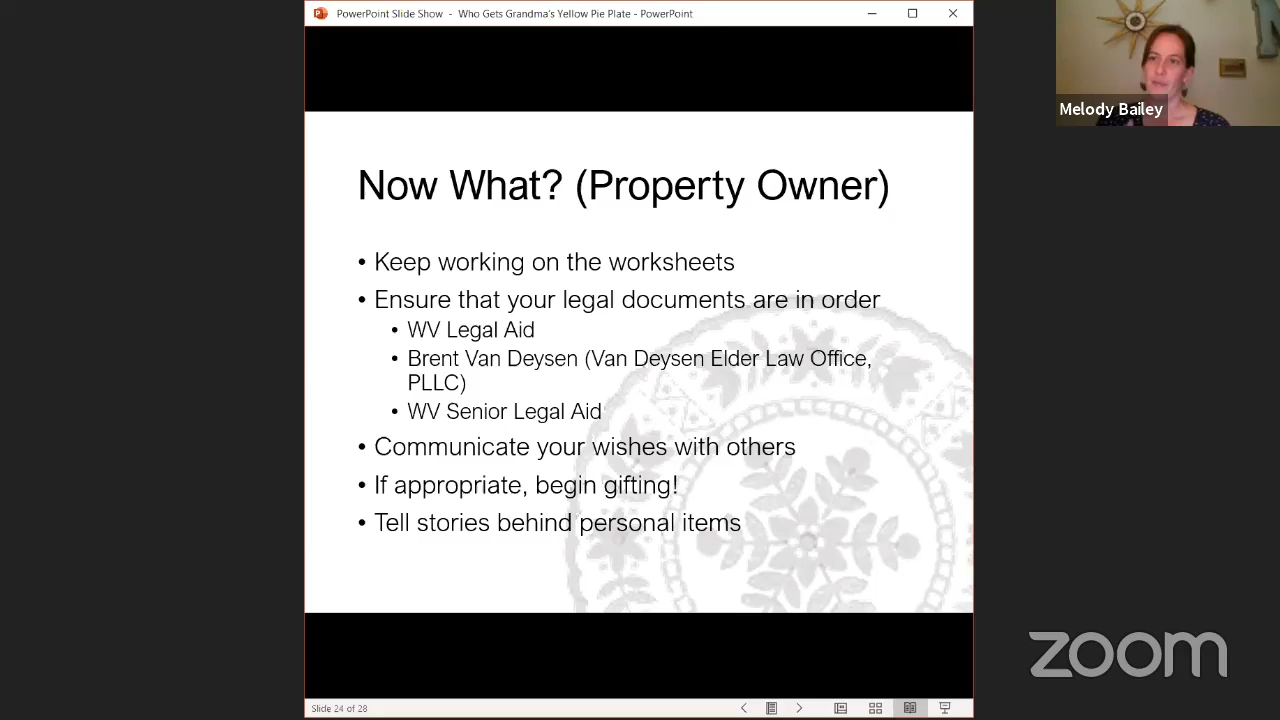 PowerPoint Slide Show - Who Gets Grandma's Yellow Pie Plate - PowerPoint
Melody Bailey
Now What? (Property Owner)
• Keep working on the worksheets
• Ensure that your legal documents are in order
• WV Legal Aid
• Brent Van Deysen (Van Deysen Elder Law Office,
PLLC)
• WV Senior Legal Aid
• Communicate your wishes with others
• If appropriate, begin gifting!
• Tell stories behind personal items
zoom
Slide 24 of 28